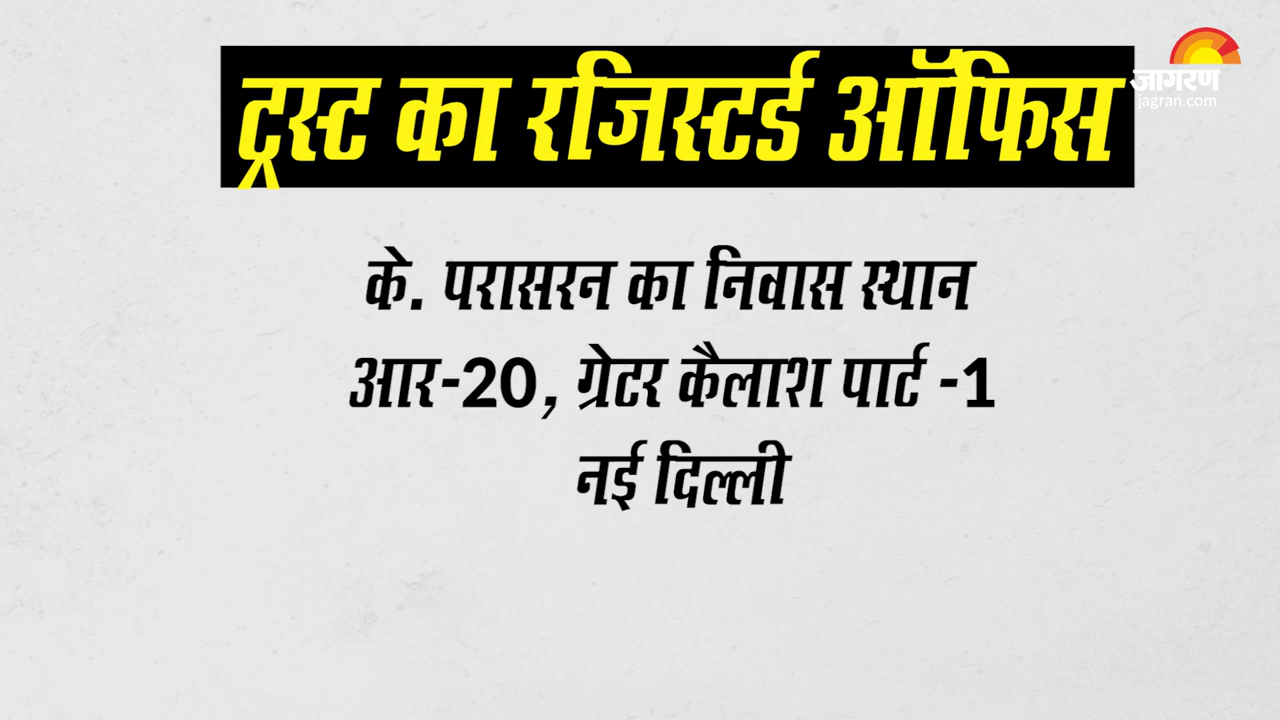 ट्रस्ट का रजिस्टर्ड ऑफिस
जागरण
jagran.com
के. परासरन का निवास स्थान
आर-20, ग्रेटर कैलाश पार्ट -1
नई दिल्ली